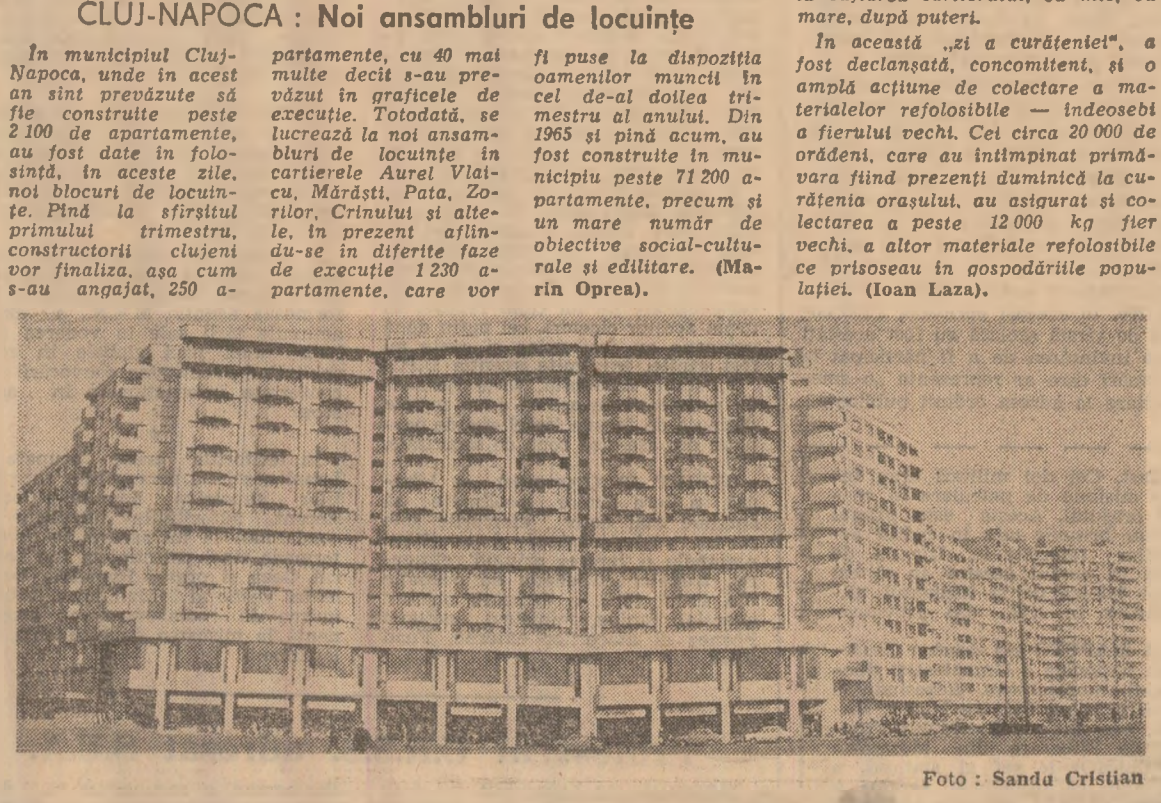 CLUJ-NAPOCA : Noi ansambluri de locuințe
În municipiul Cluj-
Napoca, unde în acest
an sînt prevăzute să
fie construite peste
2 100 de apartamente,
au fost date în folo-
sință, în aceste zile,
noi blocuri de locuin-
țe. Pînă la sfîrșitul
primului trimestru,
constructorii clujeni
vor finaliza, așa cum
s-au angajat, 250 a-
partamente, cu 40 mai
multe decît s-au pre-
văzut în graficele de
execuție. Totodată, se
lucrează la noi ansam-
bluri de locuințe în
cartierele Aurel Vlai-
cu, Mărăști, Pata, Zo-
rilor, Crinului și alte-
le, în prezent aflîn-
du-se în diferite faze
de execuție 1 230 a-
partamente, care vor
fi puse la dispoziția
oamenilor muncii în
cel de-al doilea tri-
mestru al anului. Din
1965 și pînă acum, au
fost construite în mu-
nicipiu peste 71 200 a-
partamente, precum și
un mare număr de
obiective social-cultu-
rale și edilitare. (Ma-
rin Oprea).
mare, după puteri.
În această „zi a curățeniei", a
fost declanșată, concomitent, și o
amplă acțiune de colectare a ma-
terialelor refolosibile — îndeosebi
a fierului vechi. Cei circa 20 000 de
orădeni, care au întîmpinat primă-
vara fiind prezenți duminică la cu-
rățenia orașului, au asigurat și co-
lectarea a peste 12 000 kg fier
vechi, a altor materiale refolosibile
ce prisoseau în gospodăriile popu-
lației. (Ioan Laza).
Foto : Sandu Cristian